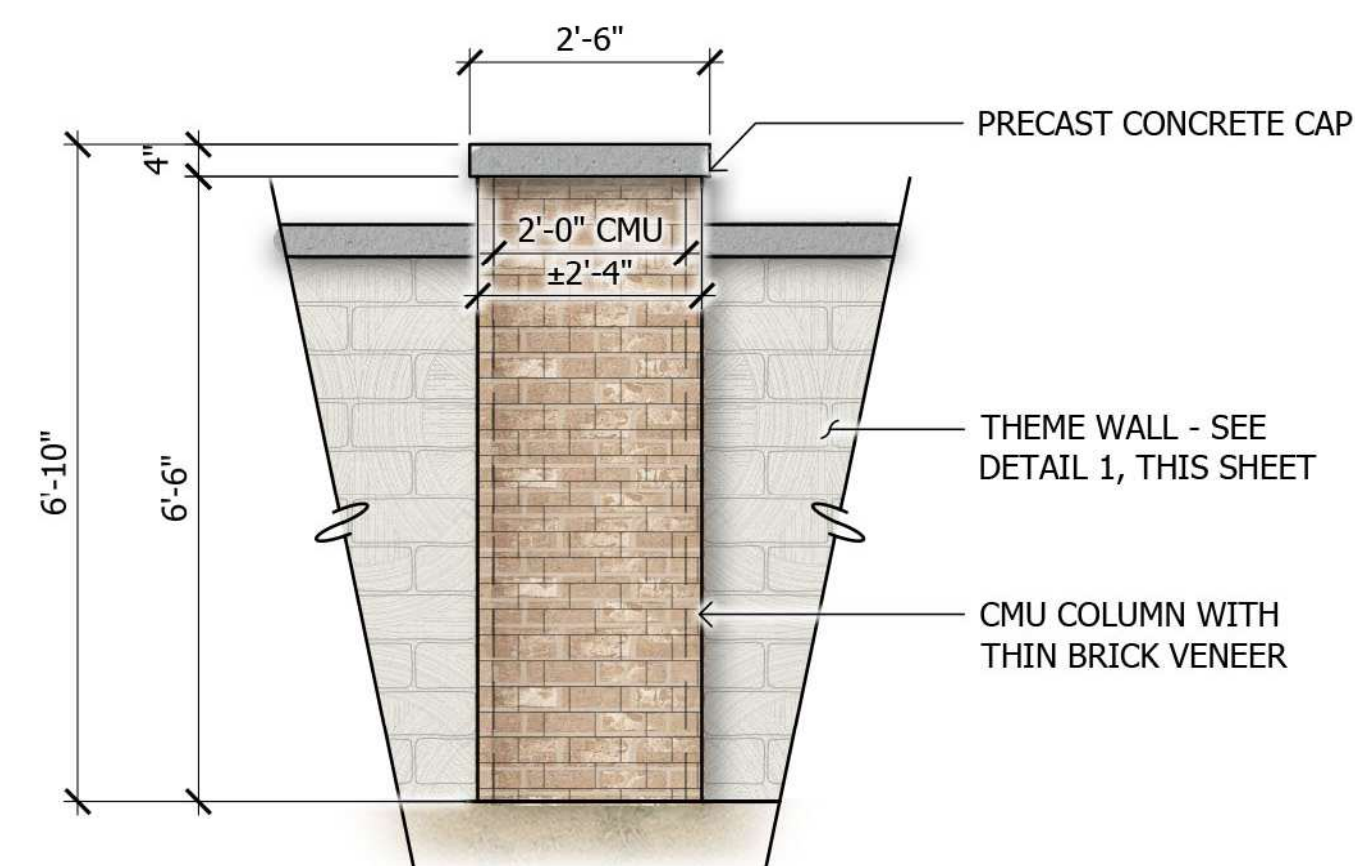 2'-6"
PRECAST CONCRETE CAP
4"
2'-0" CMU
±2'-4"
6'-10"
6'-6"
THEME WALL - SEE
DETAIL 1, THIS SHEET
CMU COLUMN WITH
THIN BRICK VENEER